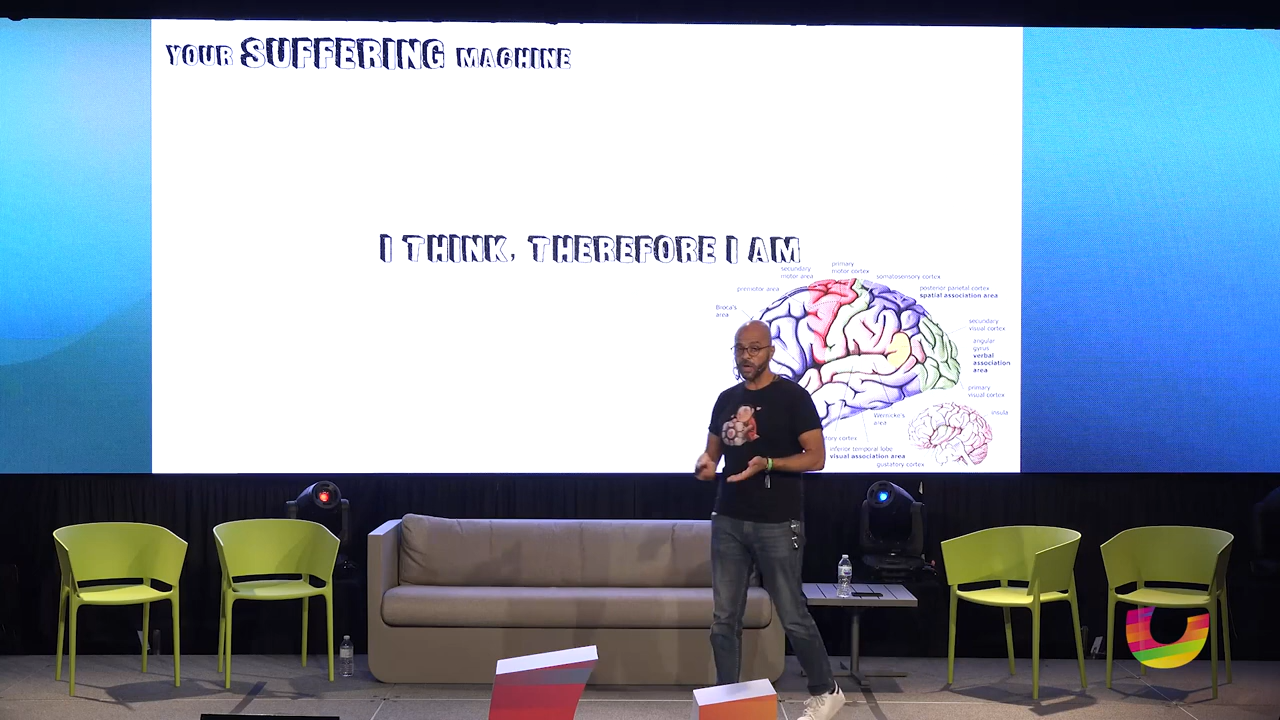 YOUR SUFFERING MACHINE
I THINK, THEREFORE I AM
primary
motor cortex
secondary
motor area
somatosensory cortex
premotor area
posterior parietal cortex
spatial association area
Broca's
area
secondary
visual cortex
angular
gyrus
verbal
association
area
primary
visual cortex
insula
Wernicke's
area
cortex
inferior temporal lobe
visual association area
gustatory cortex